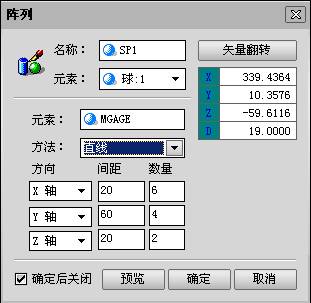 阵列
名称： SP1 矢量翻转
元素： 球:1
X 339.4364
Y 10.3576
Z -59.6116
D 19.0000
元素： MGAGE
方法： 直线
方向 间距 数量
X 轴 20 6
Y 轴 60 4
Z 轴 20 2
确定后关闭 预览 确定 取消